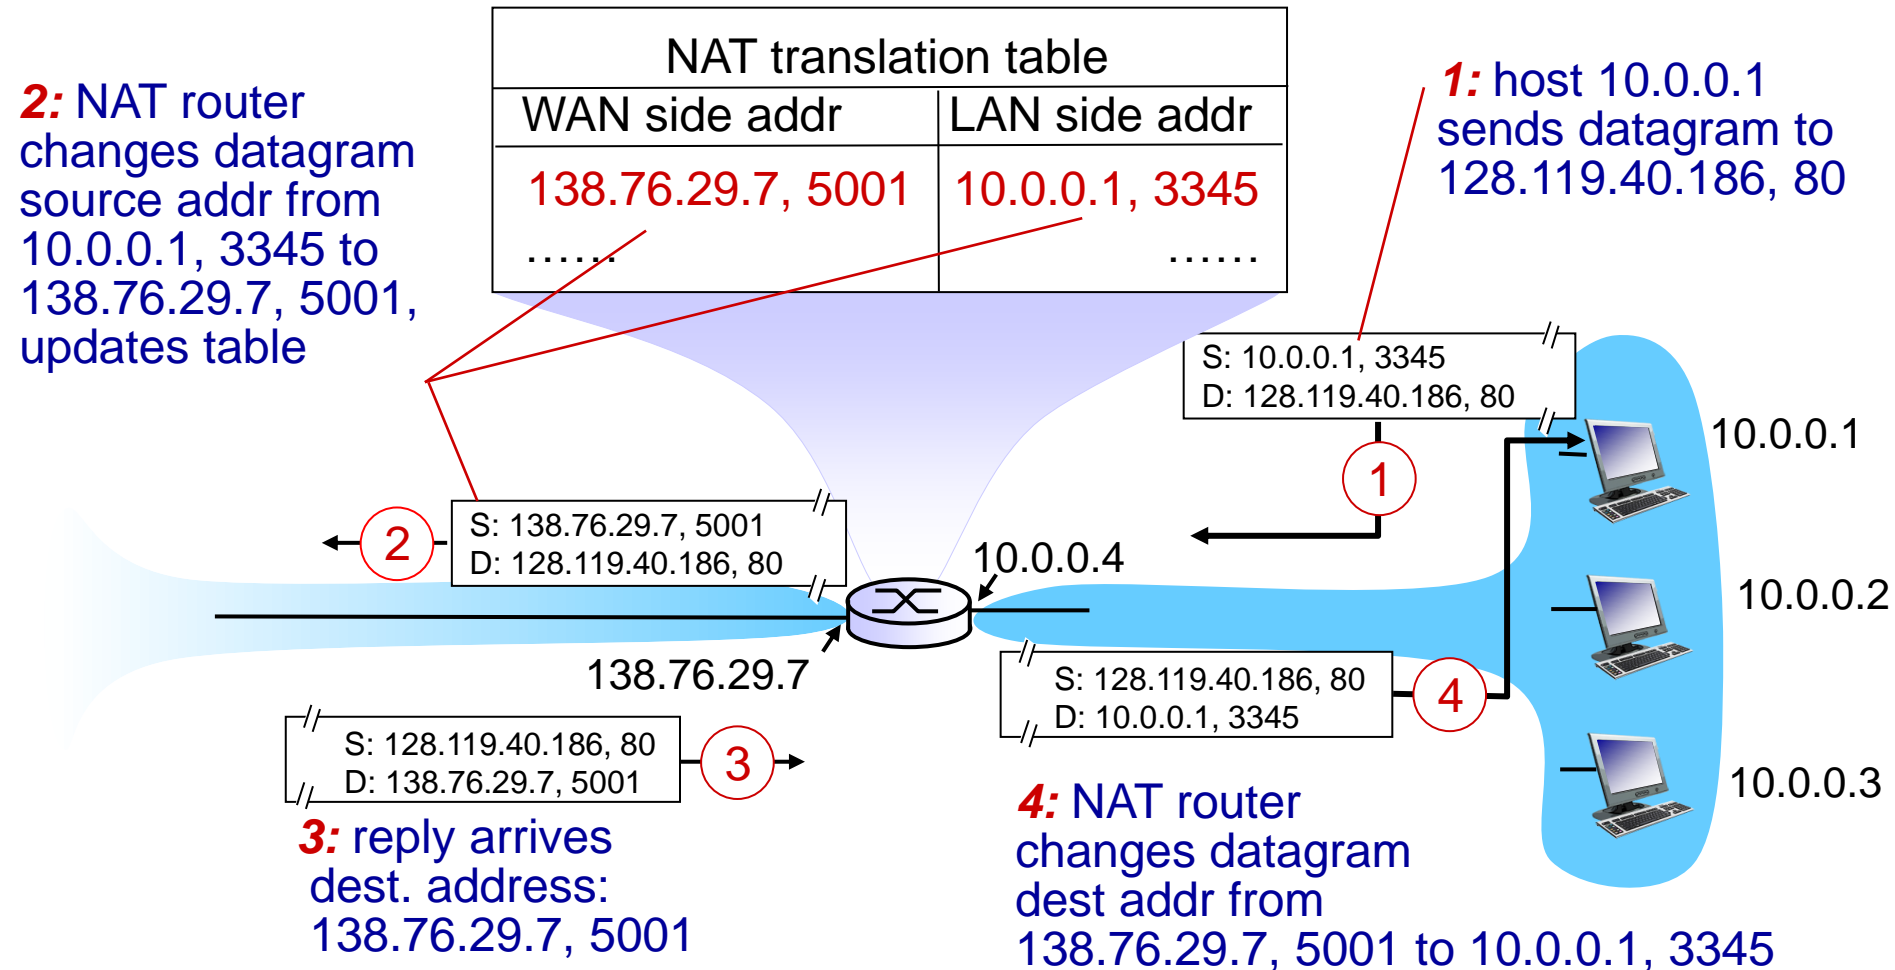 NAT translation table
WAN side addr LAN side addr
138.76.29.7, 5001 10.0.0.1, 3345
…… ……
2: NAT router
changes datagram
source addr from
10.0.0.1, 3345 to
138.76.29.7, 5001,
updates table
1: host 10.0.0.1
sends datagram to
128.119.40.186, 80
S: 10.0.0.1, 3345
D: 128.119.40.186, 80
1
10.0.0.1
2
S: 138.76.29.7, 5001
D: 128.119.40.186, 80
10.0.0.4
10.0.0.2
138.76.29.7
S: 128.119.40.186, 80
D: 10.0.0.1, 3345
4
S: 128.119.40.186, 80
D: 138.76.29.7, 5001
3
10.0.0.3
3: reply arrives
dest. address:
138.76.29.7, 5001
4: NAT router
changes datagram
dest addr from
138.76.29.7, 5001 to 10.0.0.1, 3345